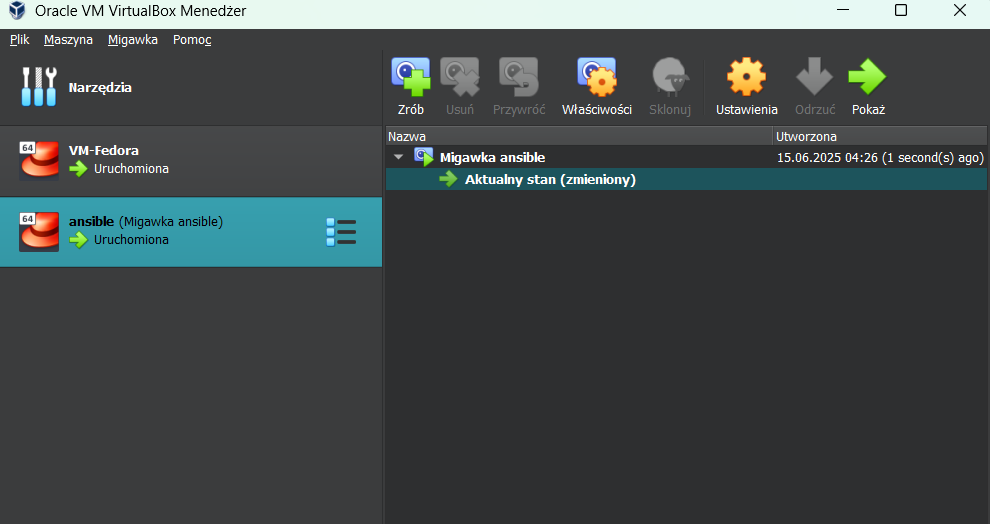 Oracle VM VirtualBox Menedżer
Plik Maszyna Migawka Pomoc
Narzędzia
64
VM-Fedora
Uruchomiona
64
ansible (Migawka ansible)
Uruchomiona
Zrób Usuń Przywróć Właściwości Sklonuj Ustawienia Odrzuć Pokaż
Nazwa Utworzona
Migawka ansible 15.06.2025 04:26 (1 second(s) ago)
Aktualny stan (zmieniony)